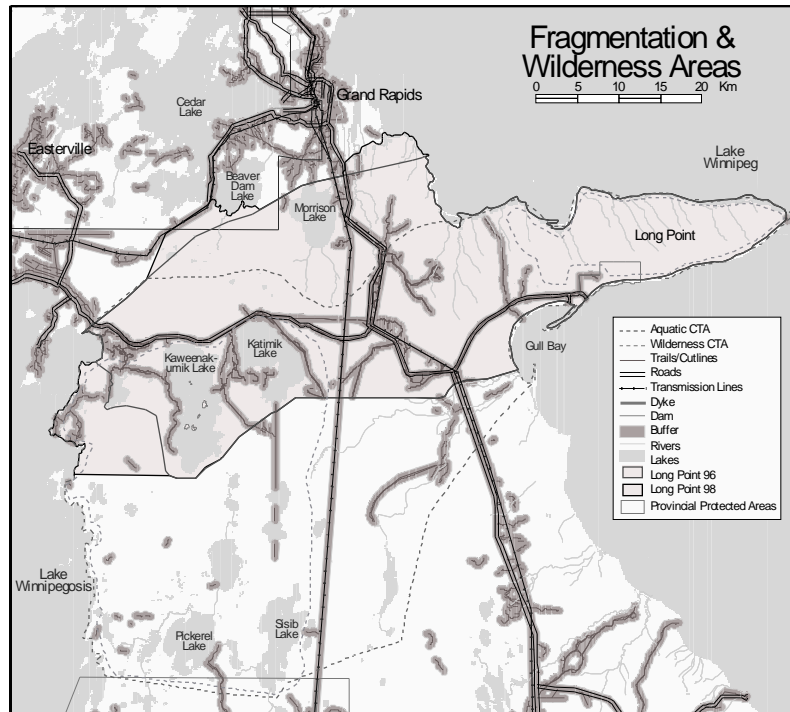 Fragmentation &
Wilderness Areas
0 5 10 15 20 Km
Grand Rapids
Cedar
Lake
Easterville
Lake
Winnipeg
Beaver
Dam
Lake
Morrison
Lake
Long Point
Gull Bay
Katimik
Lake
Kaweenak-
umik Lake
Aquatic CTA
Wilderness CTA
Trails/Cutlines
Roads
Transmission Lines
Dyke
Dam
Buffer
Rivers
Lakes
Long Point 96
Long Point 98
Provincial Protected Areas
Lake
Winnipegosis
Pickerel
Lake
Sisib
Lake